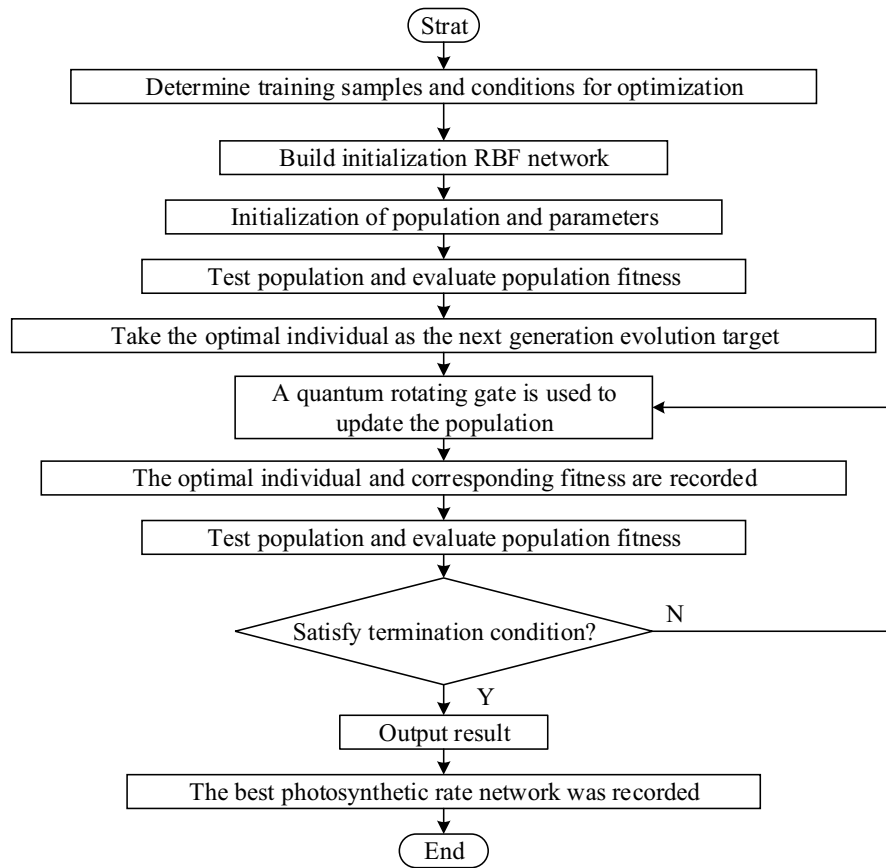 Strat
Determine training samples and conditions for optimization
Build initialization RBF network
Initialization of population and parameters
Test population and evaluate population fitness
Take the optimal individual as the next generation evolution target
A quantum rotating gate is used to
update the population
The optimal individual and corresponding fitness are recorded
Test population and evaluate population fitness
Satisfy termination condition?
N
Y
Output result
The best photosynthetic rate network was recorded
End